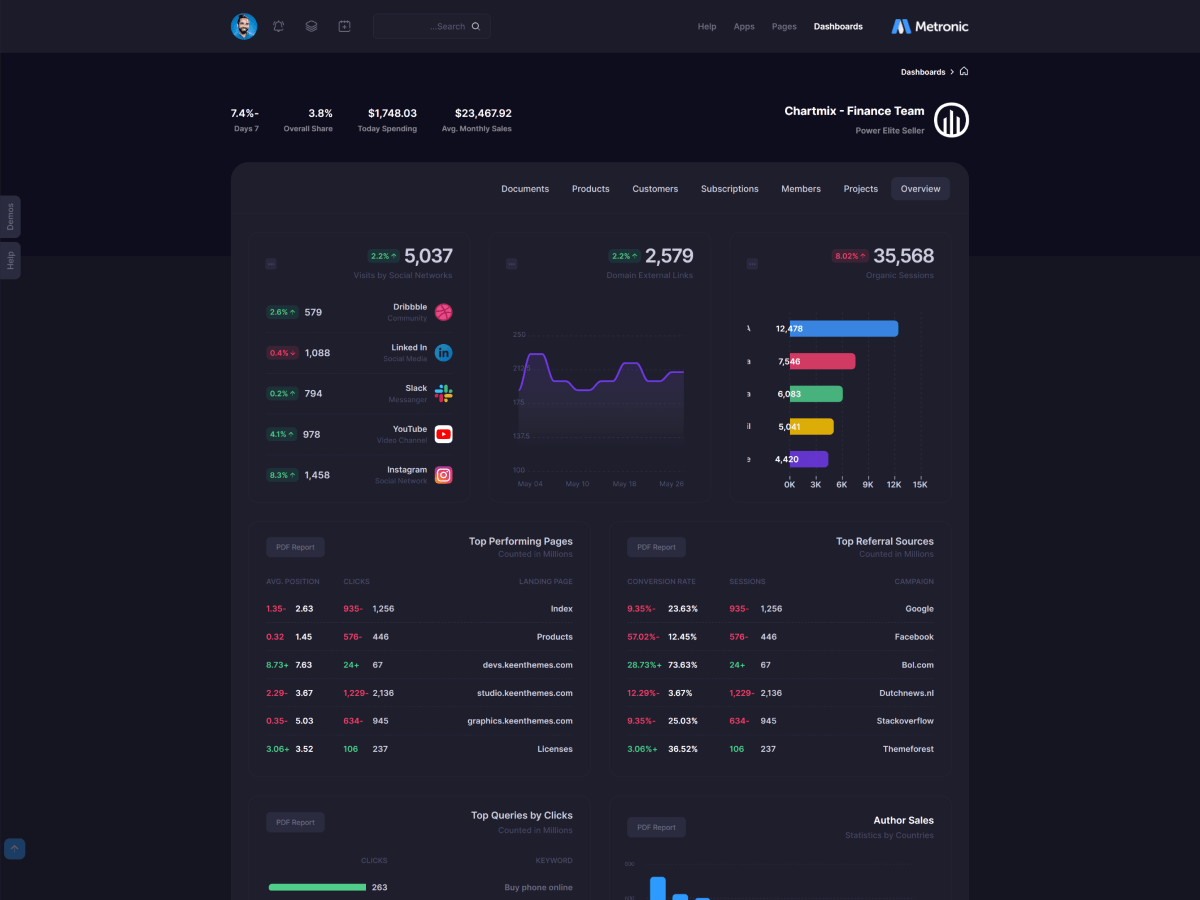 ...Search
Help
Apps
Pages
Dashboards
Metronic
Dashboards
7.4%-
Days 7
3.8%
Overall Share
$1,748.03
Today Spending
$23,467.92
Avg. Monthly Sales
Chartmix - Finance Team
Power Elite Seller
Demos
Help
Documents
Products
Customers
Subscriptions
Members
Projects
Overview
2.2% 5,037
Visits by Social Networks
2.6% 579
Dribbble
Community
0.4% 1,088
Linked In
Social Media
0.2% 794
Slack
Messanger
4.1% 978
YouTube
Video Channel
8.3% 1,458
Instagram
Social Network
2.2% 2,579
Domain External Links
250
212.5
175
137.5
100
May 04 May 10 May 18 May 26
8.02% 35,568
Organic Sessions
12,478
7,546
6,083
5,041
4,420
0K 3K 6K 9K 12K 15K
PDF Report
Top Performing Pages
Counted in Millions
AVG. POSITION CLICKS LANDING PAGE
1.35- 2.63 935- 1,256 Index
0.32 1.45 576- 446 Products
8.73+ 7.63 24+ 67 devs.keenthemes.com
2.29- 3.67 1,229- 2,136 studio.keenthemes.com
0.35- 5.03 634- 945 graphics.keenthemes.com
3.06+ 3.52 106 237 Licenses
PDF Report
Top Referral Sources
Counted in Millions
CONVERSION RATE SESSIONS CAMPAIGN
9.35%- 23.63% 935- 1,256 Google
57.02%- 12.45% 576- 446 Facebook
28.73%+ 73.63% 24+ 67 Bol.com
12.29%- 3.67% 1,229- 2,136 Dutchnews.nl
9.35%- 25.03% 634- 945 Stackoverflow
3.06%+ 36.52% 106 237 Themeforest
PDF Report
Top Queries by Clicks
Counted in Millions
CLICKS KEYWORD
263 Buy phone online
PDF Report
Author Sales
Statistics by Countries